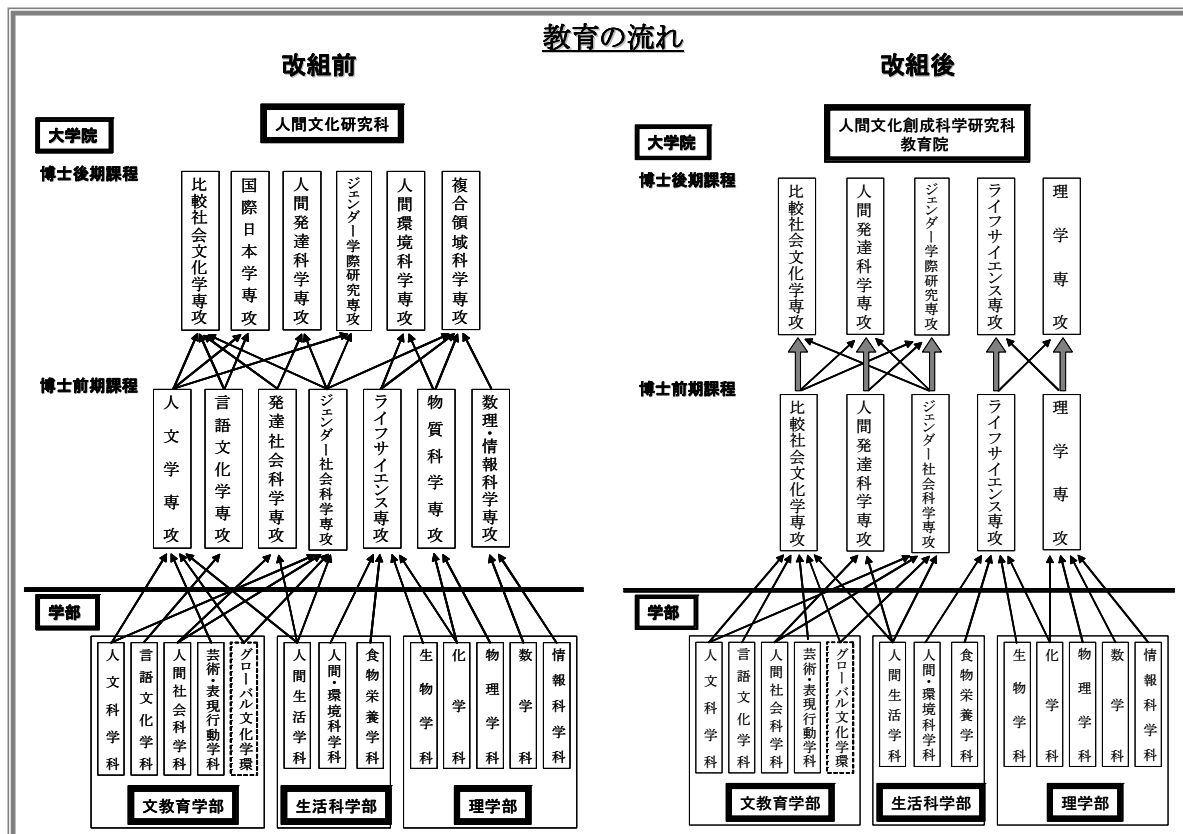 教育の流れ
改組前
大学院
人間文化研究科
博士後期課程
比較社会文化学専攻
国際日本学専攻
人間発達科学専攻
ジェンダー学際研究専攻
人間環境科学専攻
複合領域科学専攻
博士前期課程
人文学専攻
言語文化学専攻
発達社会科学専攻
ジェンダー社会科学専攻
ライフサイエンス専攻
物質科学専攻
数理・情報科学専攻
学部
人文科学科
言語文化学科
人間社会科学科
芸術・表現行動学科
グローバル文化学環
文教育学部
人間生活学科
人間・環境科学科
食物栄養学科
生活科学部
生物学科
化学科
物理学科
数学科
情報科学科
理学部
改組後
大学院
人間文化創成科学研究科
教育院
博士後期課程
比較社会文化学専攻
人間発達科学専攻
ジェンダー学際研究専攻
ライフサイエンス専攻
理学専攻
博士前期課程
比較社会文化学専攻
人間発達科学専攻
ジェンダー社会科学専攻
ライフサイエンス専攻
理学専攻
学部
人文科学科
言語文化学科
人間社会科学科
芸術・表現行動学科
グローバル文化学環
文教育学部
人間生活学科
人間・環境科学科
食物栄養学科
生活科学部
生物学科
化学科
物理学科
数学科
情報科学科
理学部